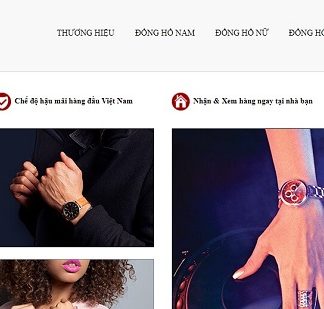 THƯƠNG HIỆU ĐỒNG HỒ NAM ĐỒNG HỒ NỮ ĐỒNG HỒ
Chế độ hậu mãi hàng đầu Việt Nam Nhận & Xem hàng ngay tại nhà bạn